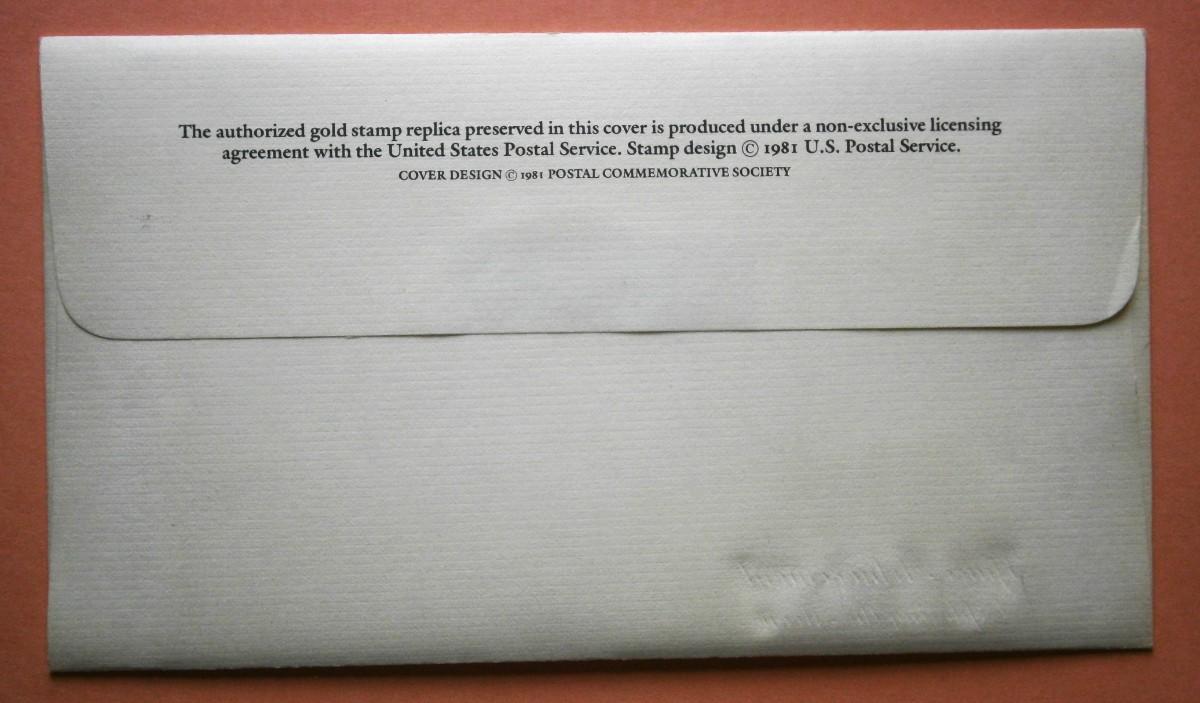 The authorized gold stamp replica preserved in this cover is produced under a non-exclusive licensing
agreement with the United States Postal Service. Stamp design © 1981 U.S. Postal Service.
COVER DESIGN © 1981 POSTAL COMMEMORATIVE SOCIETY